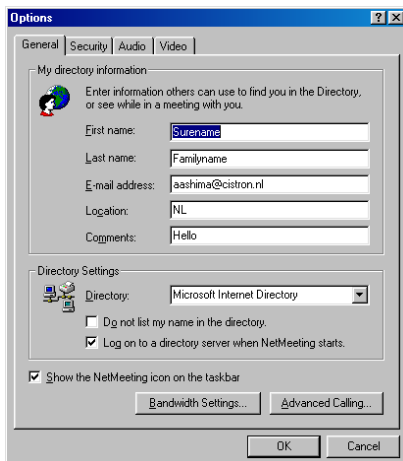 Options
General Security Audio Video
My directory information
Enter information others can use to find you in the Directory,
or see while in a meeting with you.
First name: Surename
Last name: Familyname
E-mail address: aashima@cistron.nl
Location: NL
Comments: Hello
Directory Settings
Directory: Microsoft Internet Directory
Do not list my name in the directory.
Log on to a directory server when NetMeeting starts.
Show the NetMeeting icon on the taskbar
Bandwidth Settings... Advanced Calling...
OK Cancel